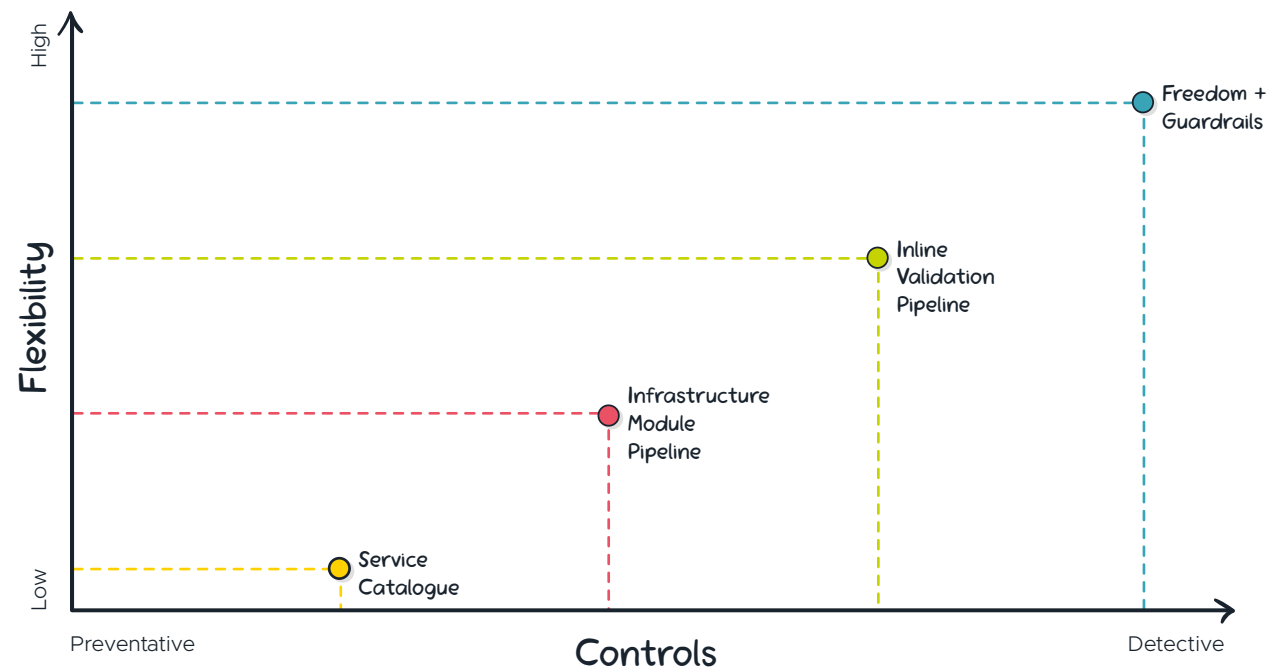 High
Freedom +
Guardrails
Inline
Validation
Pipeline
Flexibility
Infrastructure
Module
Pipeline
Service
Catalogue
Low
Preventative
Controls
Detective